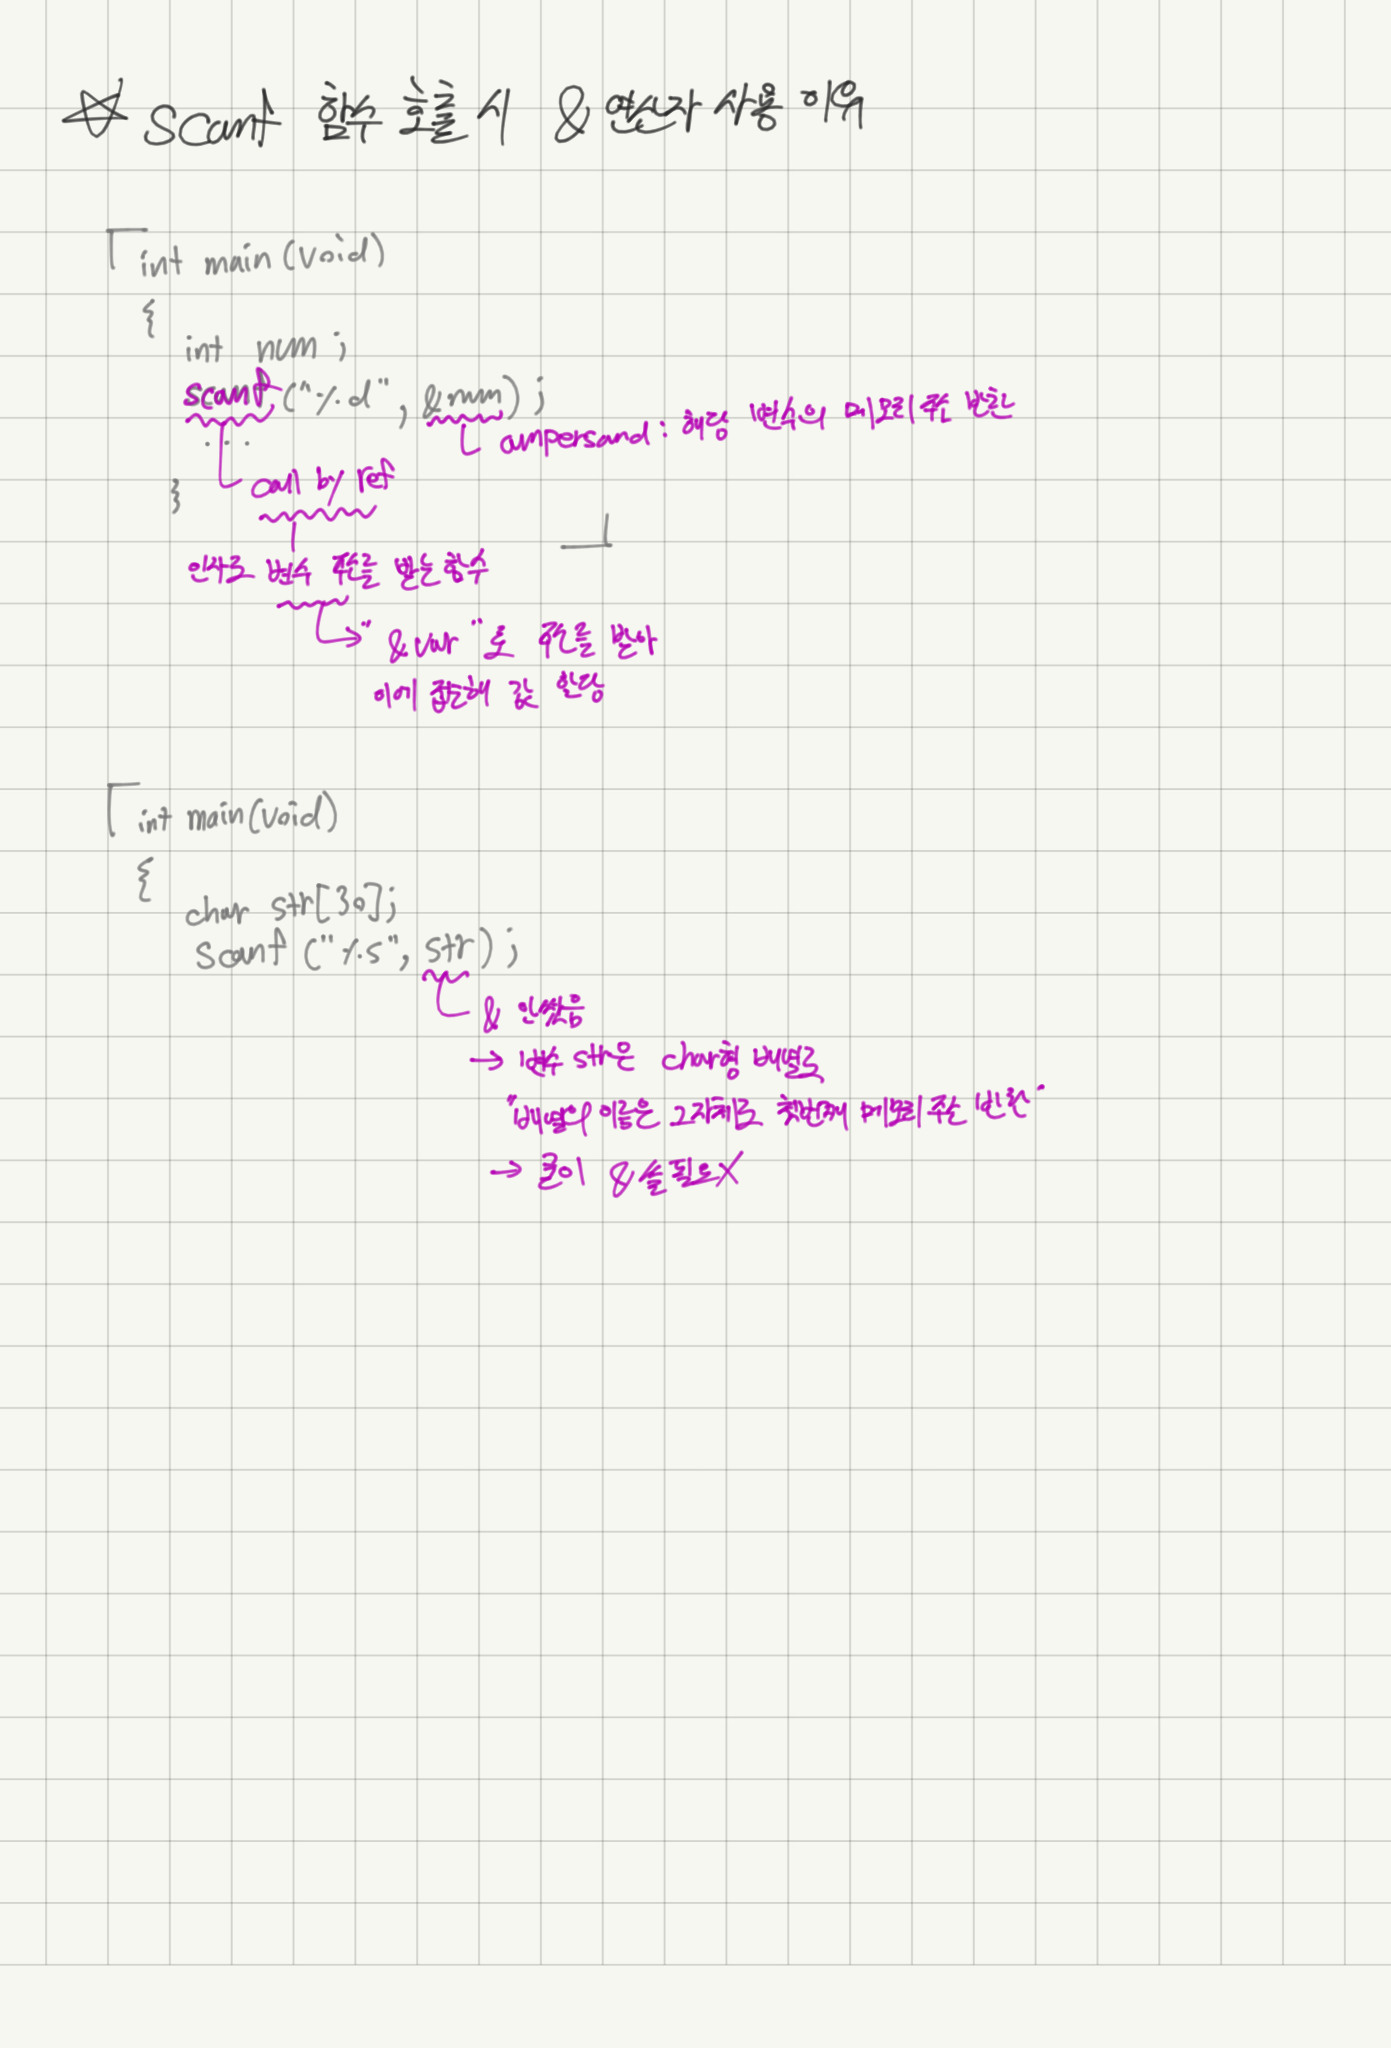 ☆ scanf 함수 호출 시 & 연산자 사용 이유
int main (void)
{
int num ;
scanf ("%d", &num) ;
ampersand : 해당 변수의 메모리 주소 반환
...
call by ref
}
인자로 변수 주소를 받는 함수
→ "&var"로 주소를 받아
이에 접근해 값 할당
int main(void)
{
char str[30];
scanf ("%s", str) ;
& 안썼음
→ 변수 str은 char형 배열로
"배열의 이름은 그자체로 첫번째 메모리 주소 반환"
→ 굳이 & 쓸 필요X